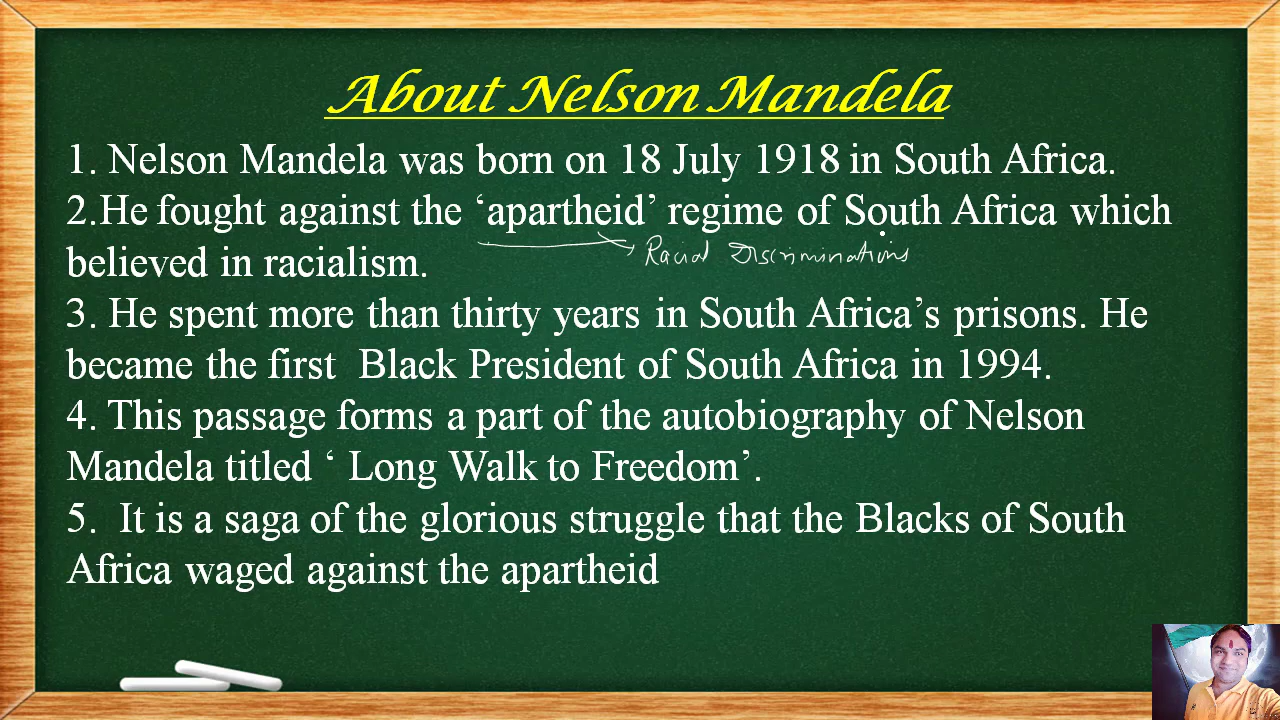 About Nelson Mandela
1. Nelson Mandela was born on 18 July 1918 in South Africa.
2.He fought against the ‘apartheid’ regime of South Africa which
Racial Discriminations
believed in racialism.
3. He spent more than thirty years in South Africa’s prisons. He
became the first Black President of South Africa in 1994.
4. This passage forms a part of the autobiography of Nelson
Mandela titled ‘ Long Walk to Freedom’.
5. It is a saga of the glorious struggle that the Blacks of South
Africa waged against the apartheid